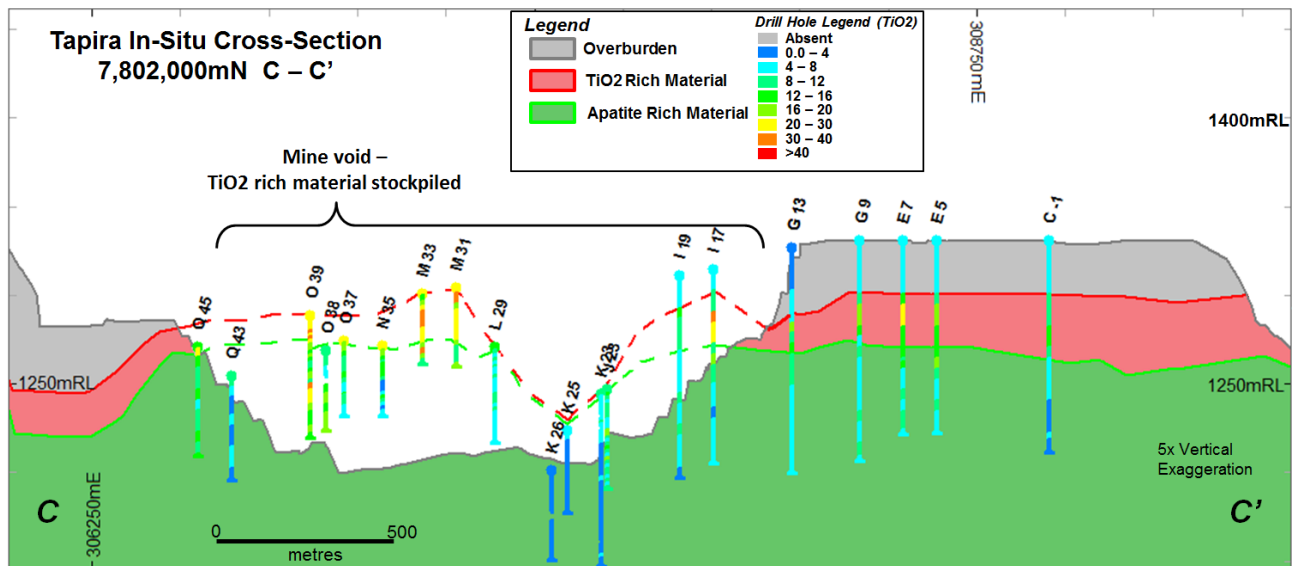 Tapira In-Situ Cross-Section
7,802,000mN C – C’
Legend
Overburden
TiO2 Rich Material
Apatite Rich Material
Drill Hole Legend (TiO2)
Absent
0.0 – 4
4 – 8
8 – 12
12 – 16
16 – 20
20 – 30
30 – 40
>40
308750mE
1400mRL
Mine void –
TiO2 rich material stockpiled
Q 45
Q 43
O 39
O 38
O 37
N 35
M 33
M 31
L 29
K 26
K 25
K 23
J 23
I 19
I 17
G 13
G 9
E 7
E 5
C -1
1250mRL
1250mRL
5x Vertical
Exaggeration
C
C’
306250mE
0
500
metres